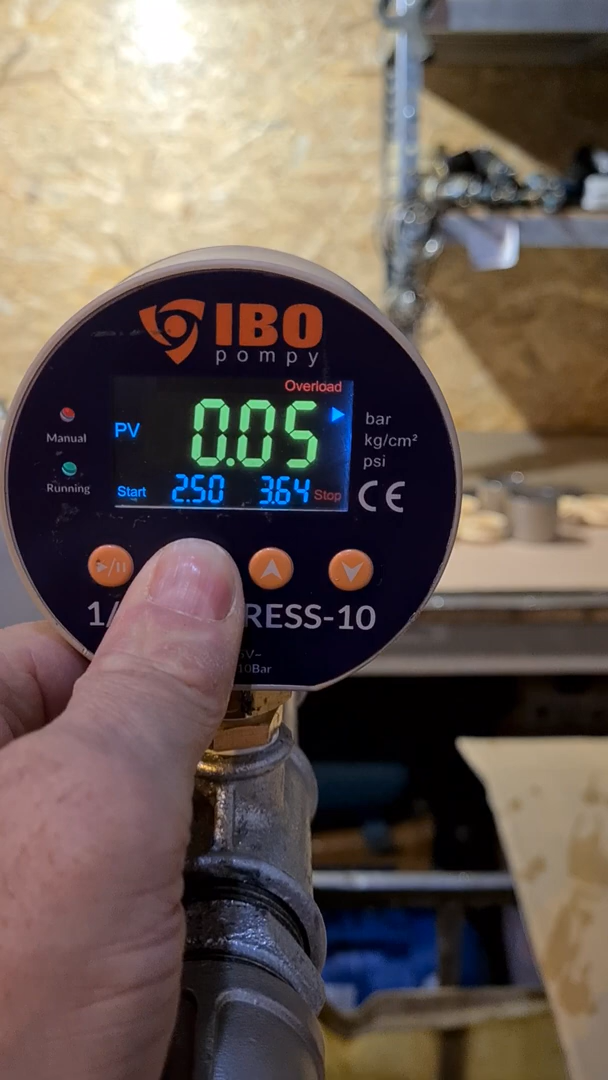 IBO
pompy
Overload
PV 0.05
bar
kg/cm²
psi
Manual
Running
Start 2.50 3.64 Stop
CE
RESS-10
10Bar